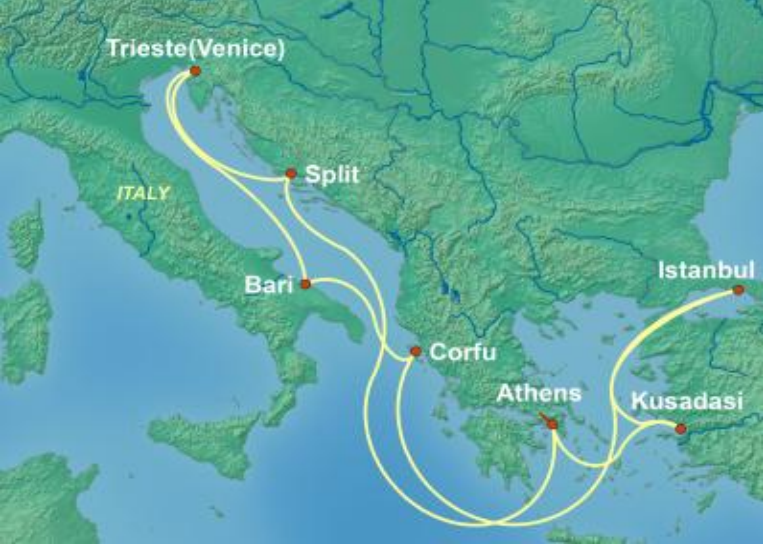 Trieste(Venice)
Split
ITALY
Bari
Istanbul
Corfu
Athens
Kusadasi